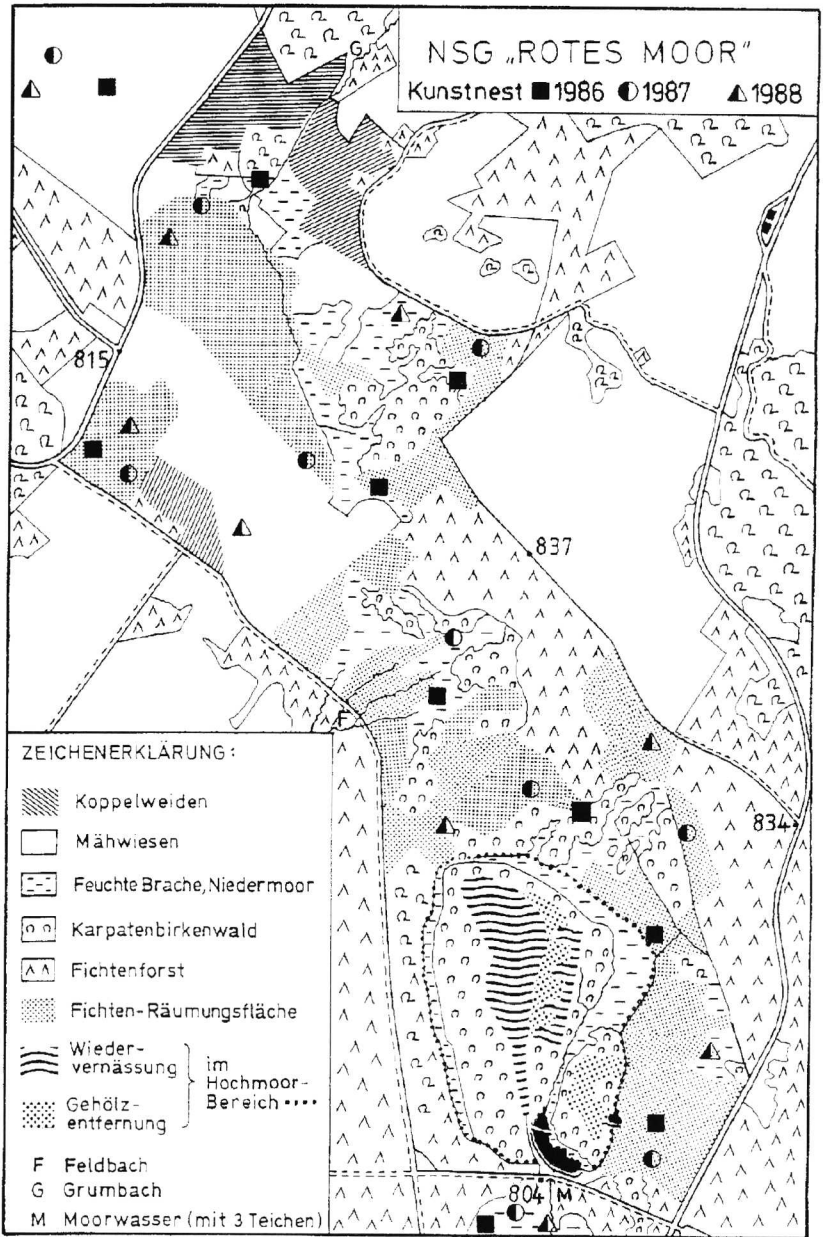 NSG „ROTES MOOR"
Kunstnest ■ 1986 ◐ 1987 ◭ 1988
G
815
837
F
834
ZEICHENERKLÄRUNG:
Koppelweiden
Mähwiesen
Feuchte Brache, Niedermoor
Karpatenbirkenwald
Fichtenforst
Fichten-Räumungsfläche
Wieder-
vernässung
Gehölz-
entfernung
im
Hochmoor-
Bereich ••••
F Feldbach
G Grumbach
M Moorwasser (mit 3 Teichen)
804 M